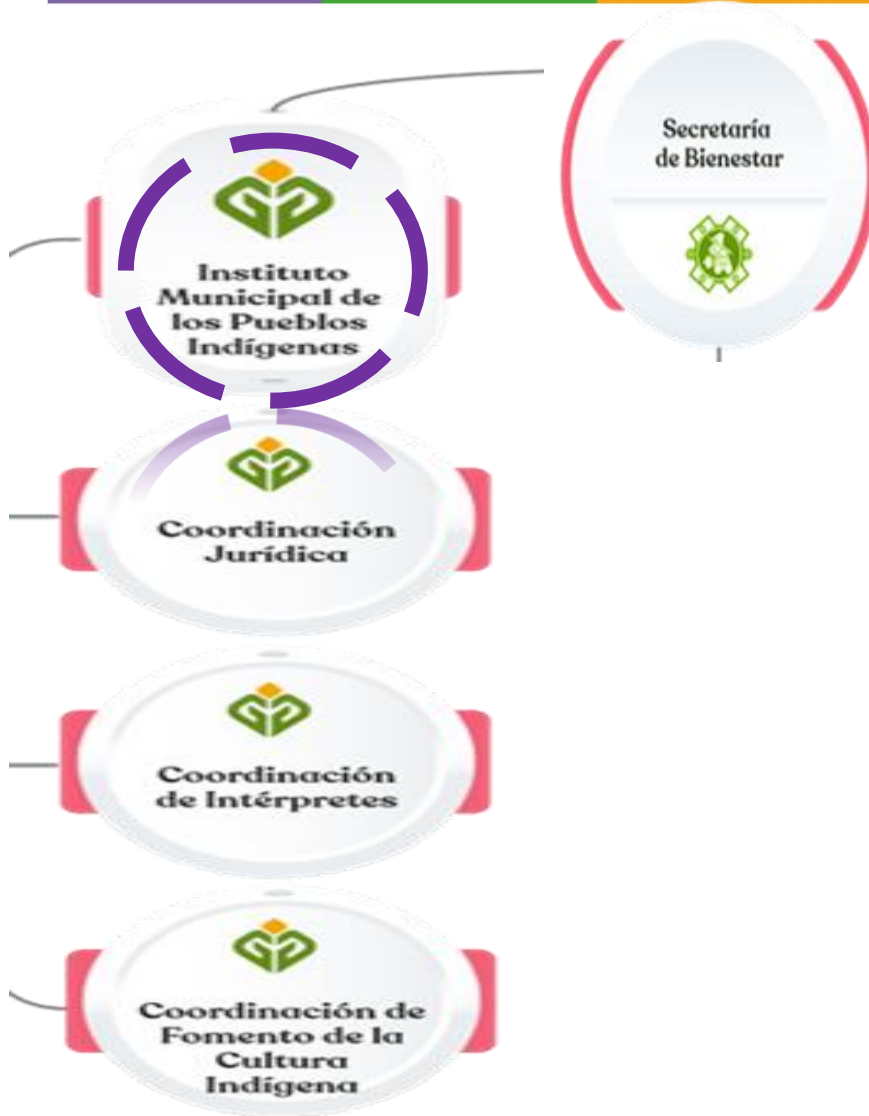 Secretaría
de Bienestar
Instituto
Municipal de
los Pueblos
Indígenas
Coordinación
Jurídica
Coordinación
de Intérpretes
Coordinación de
Fomento de la
Cultura
Indígena